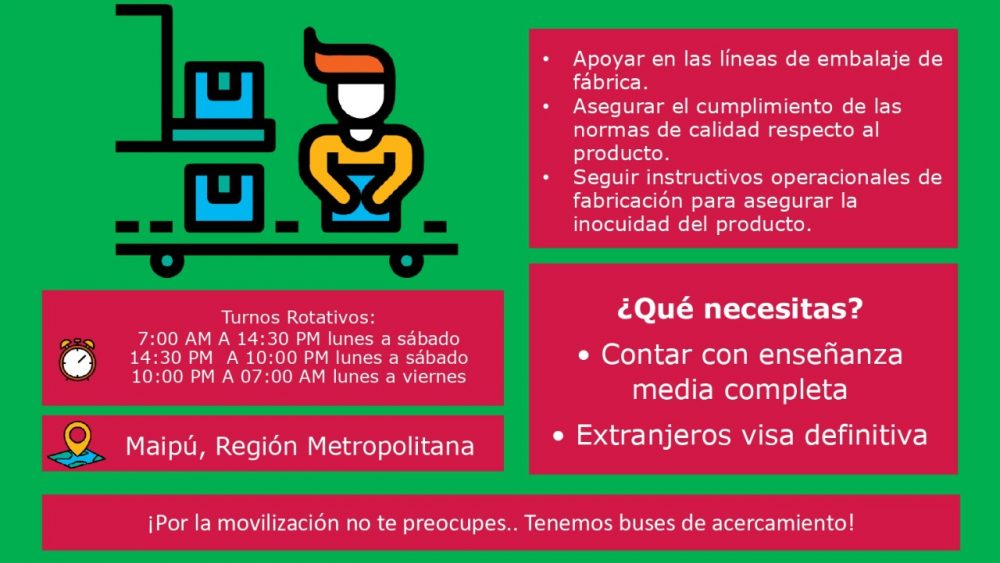 • Apoyar en las líneas de embalaje de
fábrica.
• Asegurar el cumplimiento de las
normas de calidad respecto al
producto.
• Seguir instructivos operacionales de
fabricación para asegurar la
inocuidad del producto.
Turnos Rotativos:
7:00 AM A 14:30 PM lunes a sábado
14:30 PM A 10:00 PM lunes a sábado
10:00 PM A 07:00 AM lunes a viernes
Maipú, Región Metropolitana
¿Qué necesitas?
• Contar con enseñanza
media completa
• Extranjeros visa definitiva
¡Por la movilización no te preocupes.. Tenemos buses de acercamiento!